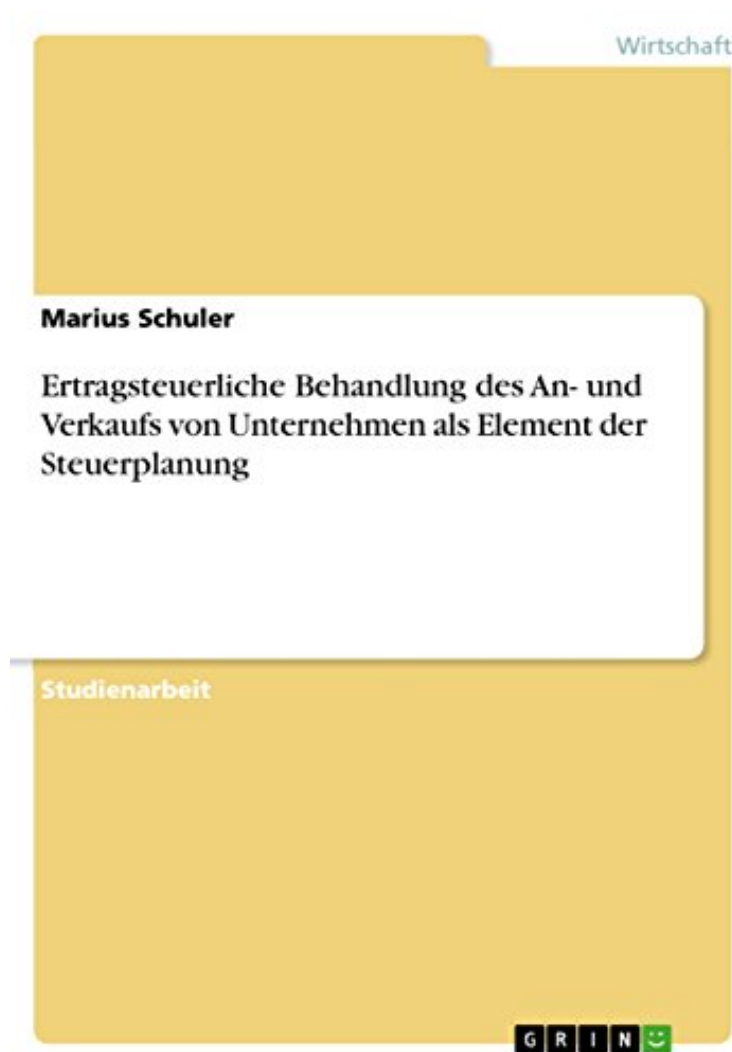 Wirtschaft
Marius Schuler
Ertragsteuerliche Behandlung des An- und
Verkaufs von Unternehmen als Element der
Steuerplanung
Studienarbeit
GRIN